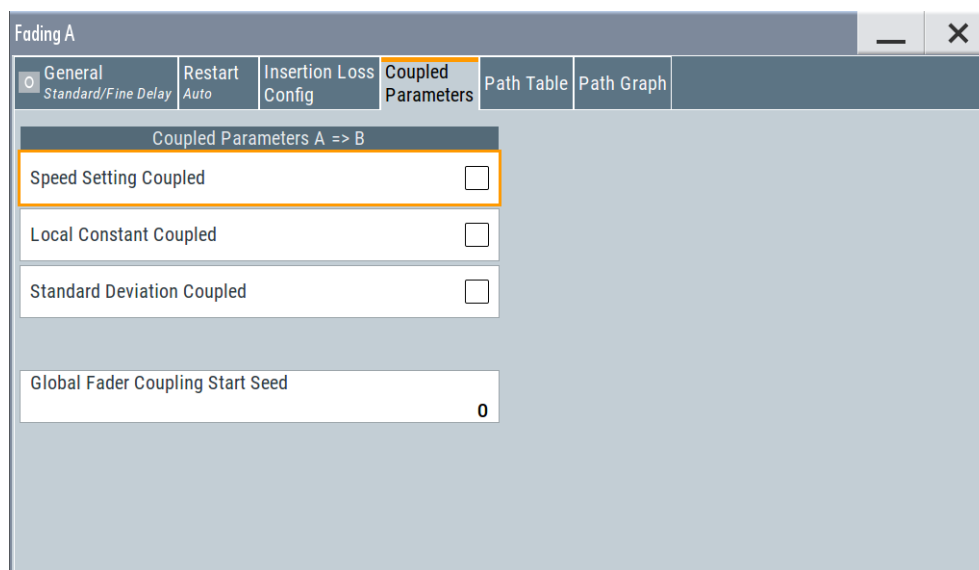 Fading A
General
Standard/Fine Delay
Restart
Auto
Insertion Loss
Config
Coupled
Parameters
Path Table
Path Graph
Coupled Parameters A => B
Speed Setting Coupled
Local Constant Coupled
Standard Deviation Coupled
Global Fader Coupling Start Seed
0